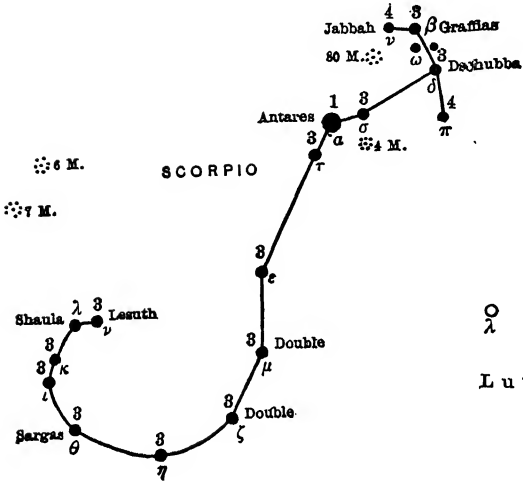 4 3
Jabbah ν β Graffias
80 M. ω 3
Dschubba
δ
1 3 4
Antares α σ π
3 4 M.
τ
6 M. SCORPIO
7 M.
3
ε
λ 3
Shaula Lesuth
ν
λ
3 3 Double
κ μ
3
ι Lu
3 3 Double
Sargas ζ
θ 3
η